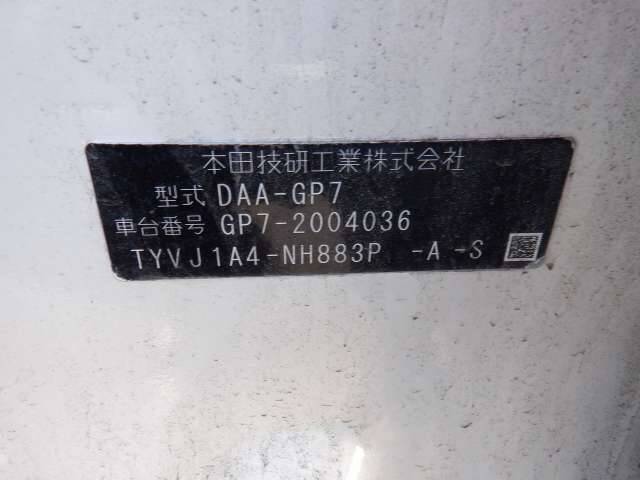 本田技研工業株式会社
型式 DAA-GP7
車台番号 GP7-2004036
TYVJ1A4-NH883P -A-S